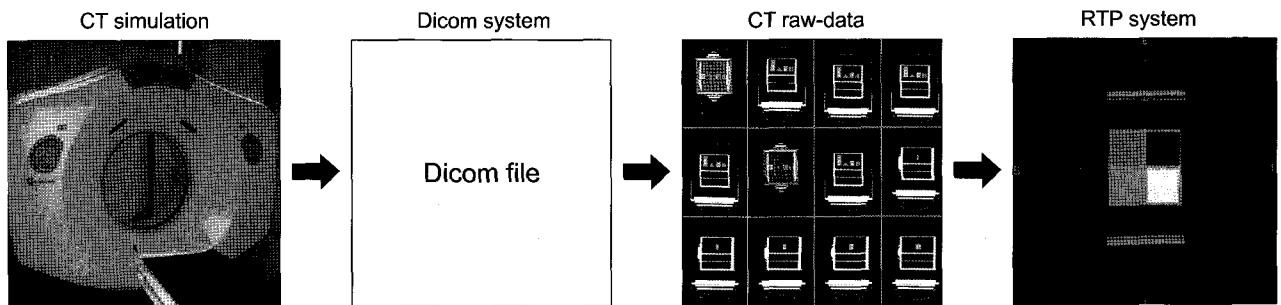 CT simulation
Dicom system
CT raw-data
RTP system
Dicom file